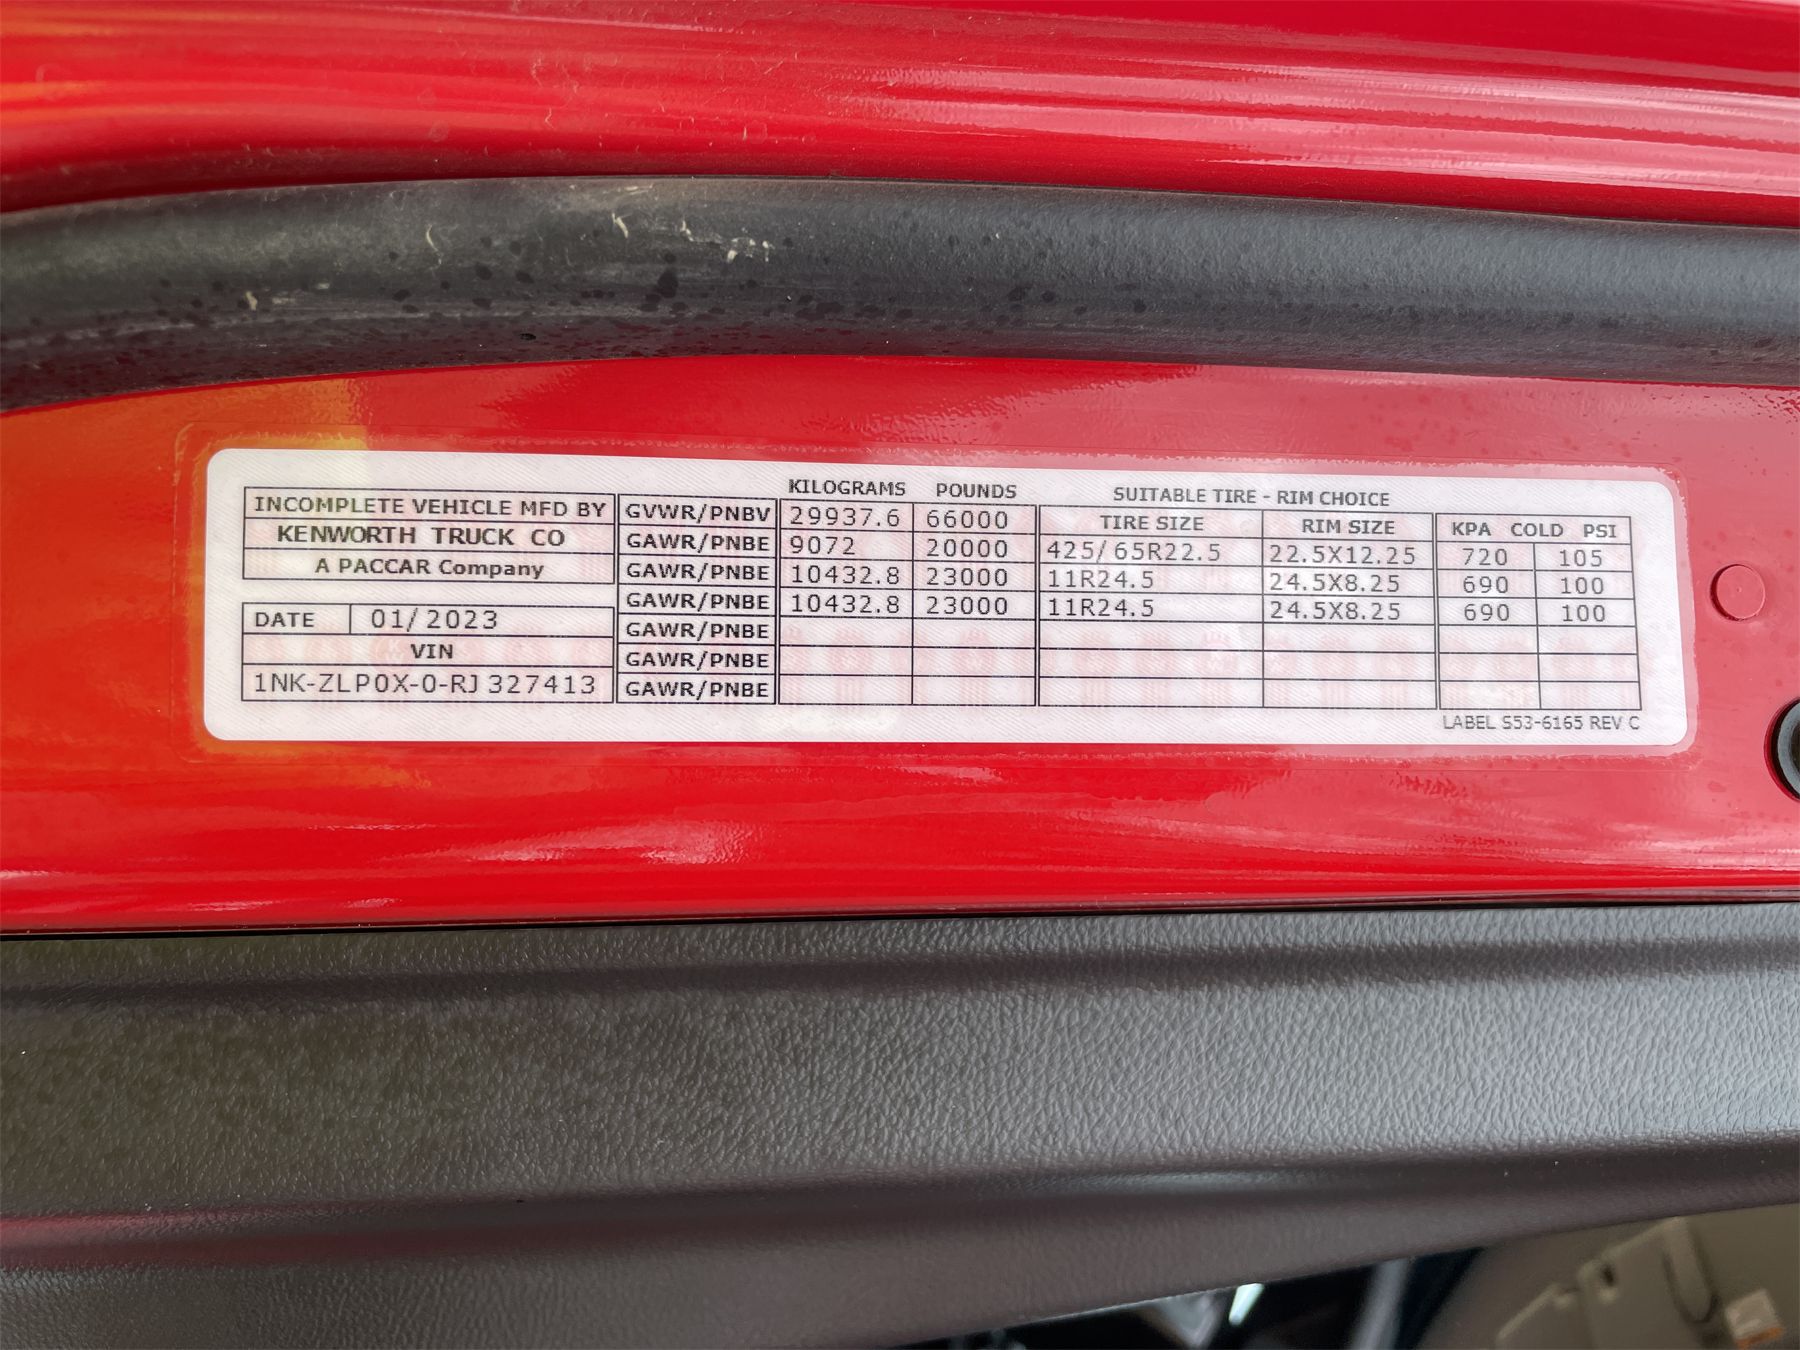 INCOMPLETE VEHICLE MFD BY
KENWORTH TRUCK CO
A PACCAR Company
DATE 01/2023
VIN
1NK-ZLP0X-0-RJ327413
KILOGRAMS POUNDS
GVWR/PNBV 29937.6 66000
GAWR/PNBE 9072 20000
GAWR/PNBE 10432.8 23000
GAWR/PNBE 10432.8 23000
GAWR/PNBE
GAWR/PNBE
GAWR/PNBE
SUITABLE TIRE - RIM CHOICE
TIRE SIZE RIM SIZE KPA COLD PSI
425/65R22.5 22.5X12.25 720 105
11R24.5 24.5X8.25 690 100
11R24.5 24.5X8.25 690 100
LABEL S53-6165 REV C